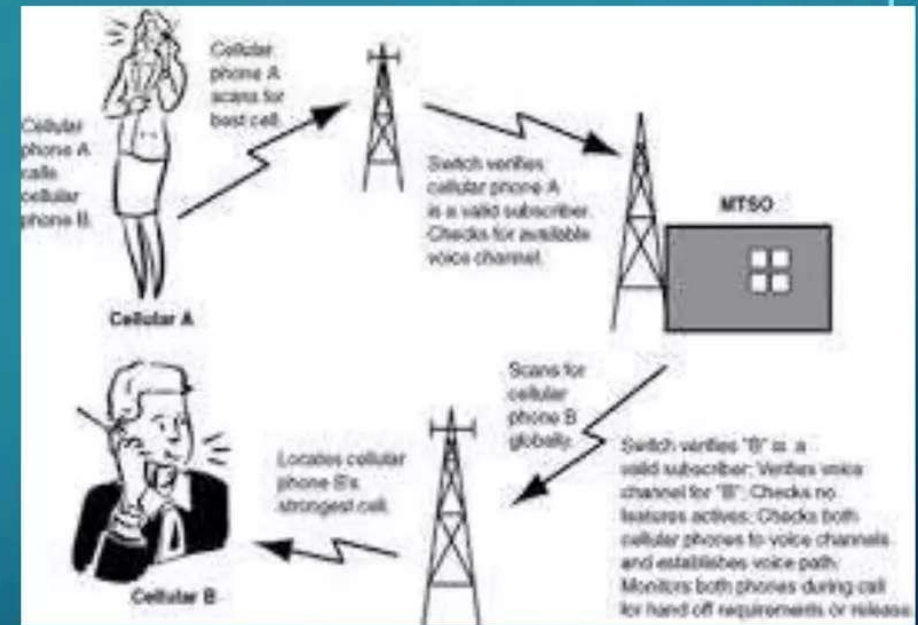 Cellular
phone A
scans for
best cell.
Cellular
phone A
calls
cellular
phone B.
Cellular A
Switch verifies
cellular phone A
is a valid subscriber.
Checks for available
voice channel.
MTSO
Scans for
cellular
phone B
globally.
Switch verifies "B" is a
valid subscriber; Verifies voice
channel for "B"; Checks no
features actives; Checks both
cellular phones to voice channels
and establishes voice path;
Monitors both phones during call
for hand off requirements or release.
Locates cellular
phone B's
strongest cell.
Cellular B